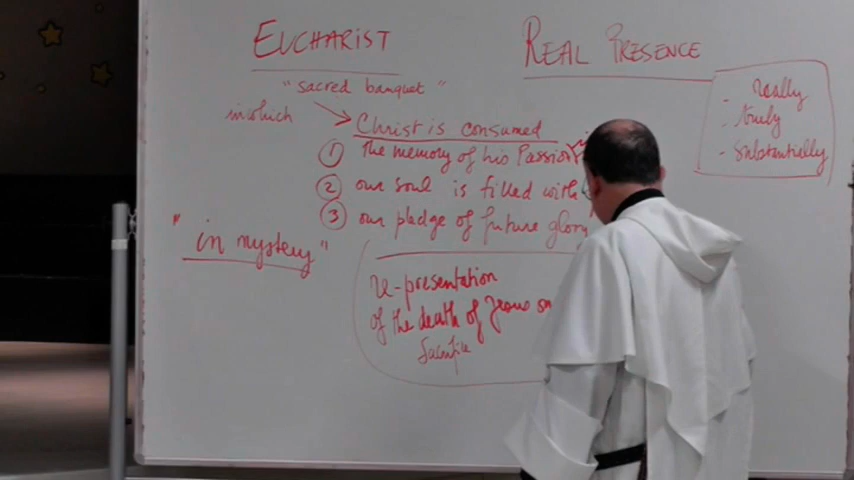 EUCHARIST
REAL PRESENCE
"sacred banquet"
in which
Christ is consumed
① the memory of his Passion
② our soul is filled with
③ our pledge of future glory
"in mystery"
re-presentation
of the death of Jesus on
Sacrifice
- really
- truly
- substantially